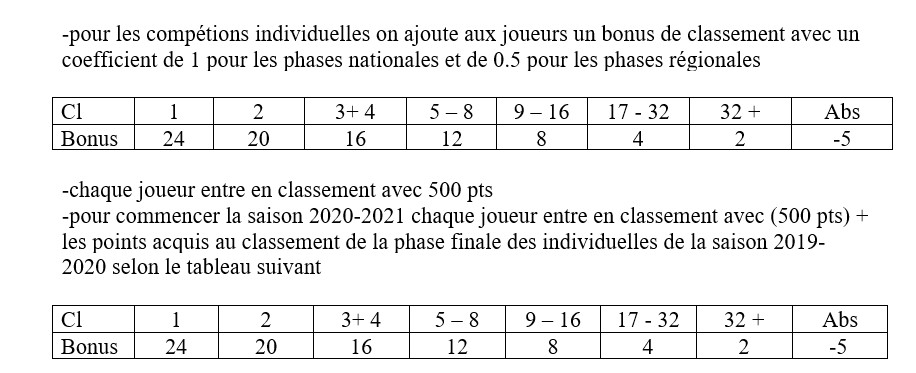 -pour les compétions individuelles on ajoute aux joueurs un bonus de classement avec un
coefficient de 1 pour les phases nationales et de 0.5 pour les phases régionales
Cl 1 2 3+ 4 5 – 8 9 – 16 17 - 32 32 + Abs
Bonus 24 20 16 12 8 4 2 -5
-chaque joueur entre en classement avec 500 pts
-pour commencer la saison 2020-2021 chaque joueur entre en classement avec (500 pts) +
les points acquis au classement de la phase finale des individuelles de la saison 2019-
2020 selon le tableau suivant
Cl 1 2 3+ 4 5 – 8 9 – 16 17 - 32 32 + Abs
Bonus 24 20 16 12 8 4 2 -5